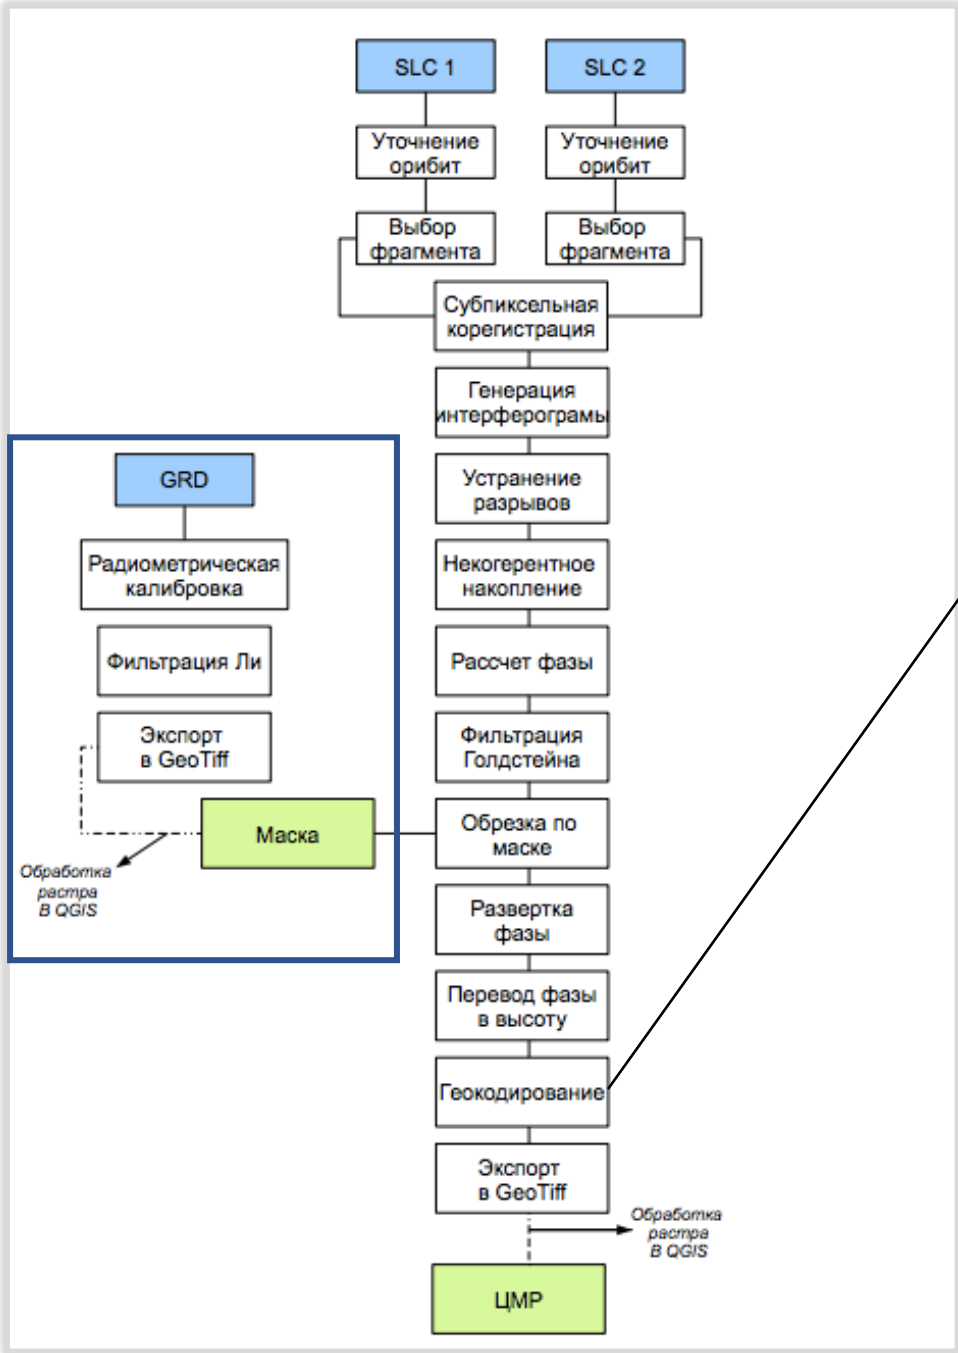 SLC 1
SLC 2
Уточнение
орибит
Уточнение
орибит
Выбор
фрагмента
Выбор
фрагмента
Субпиксельная
корегистрация
Генерация
интерферограмы
Устранение
разрывов
Некогерентное
накопление
Рассчет фазы
Фильтрация
Голдстейна
GRD
Радиометрическая
калибровка
Фильтрация Ли
Экспорт
в GeoTiff
Маска
Обработка
растра
В QGIS
Обрезка по
маске
Развертка
фазы
Перевод фазы
в высоту
Геокодирование
Экспорт
в GeoTiff
Обработка
растра
В QGIS
ЦМР